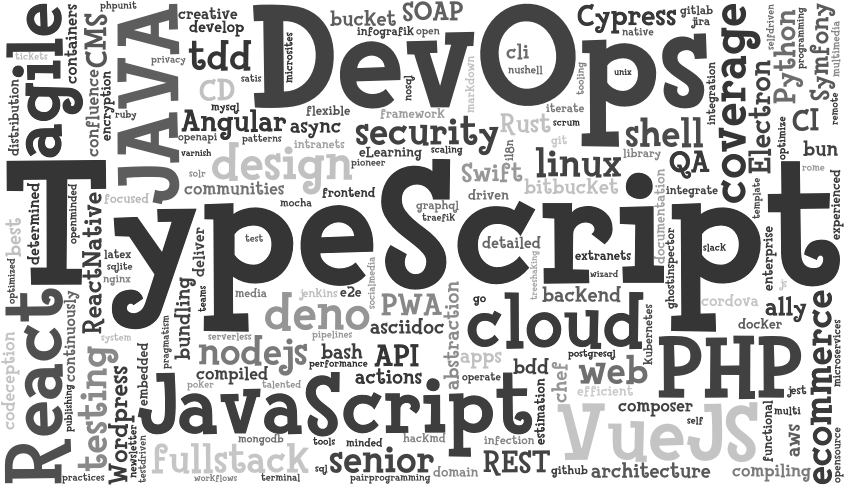 phpunit
creative
develop
bucket
SOAP
infografik
open
Cypress
gitlab
jira
native
agile
containers
CMS
JAVA
tdd
DevOps
cli
nushell
unix
microsites
nosql
markdown
tooling
integration
coverage
selfdriven
programming
Python
Symfony
multimedia
remote
tickets
privacy
satis
distribution
confluence
encryption
ruby
CD
mysql
flexible
framework
iterate
scrum
Angular
async
security
Rust
shell
Electron
optimize
CI
openapi
patterns
intranets
eLearning
scaling
i18n
git
library
QA
bun
varnish
pioneer
linux
rome
solr
design
Swift
bitbucket
integrate
communities
frontend
driven
documentation
template
experienced
determined
openminded
focused
mocha
graphql
traefik
TypeScript
best
ReactNative
latex
sqlite
nginx
deliver
test
detailed
extranets
slack
enterprise
wizard
treeshaking
ghostinspector
optimized
teams
media
jenkins
e2e
socialmedia
PWA
go
backend
cordova
js
ally
React
continuously
bundling
deno
asciidoc
abstraction
cloud
docker
ecommerce
microservices
system
pragmatism
serverless
pipelines
kubernetes
codeception
nodejs
bash
API
apps
postgresql
PHP
testing
embedded
compiled
performance
actions
operate
bdd
chef
web
jest
poker
talented
efficient
publishing
Wordpress
JavaScript
estimation
composer
multi
self
VueJS
functional
aws
opensource
newsletter
testdriven
mongodb
tools
minded
hackmd
infection
practices
fullstack
workflows
terminal
sql
senior
pairprogramming
domain
REST
github
architecture
compiling